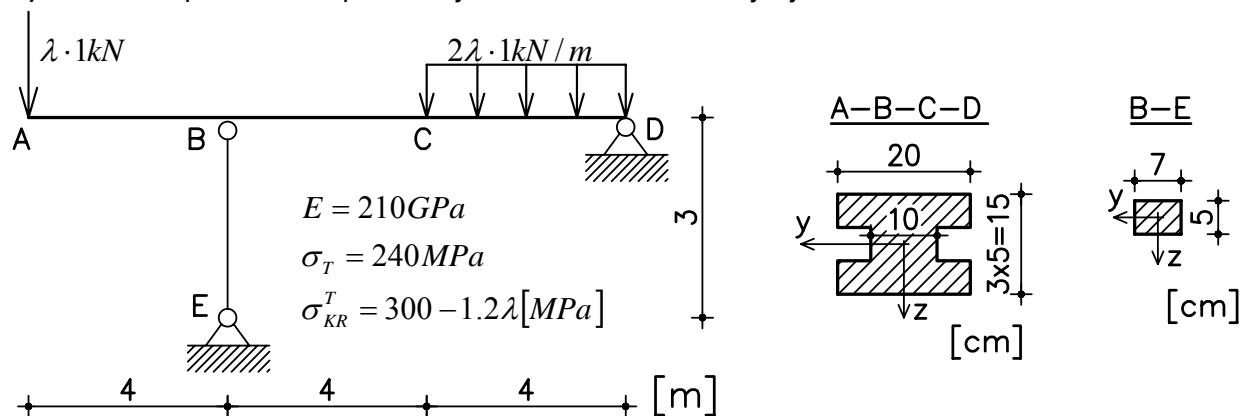 λ·1kN
2λ·1kN/m
A
B
C
D
E
E = 210GPa
σ_T = 240MPa
σ_KR^T = 300 − 1.2λ[MPa]
3
4 4 4 [m]
A-B-C-D
20
10
y
z
3x5=15
[cm]
B-E
7
y
5
z
[cm]